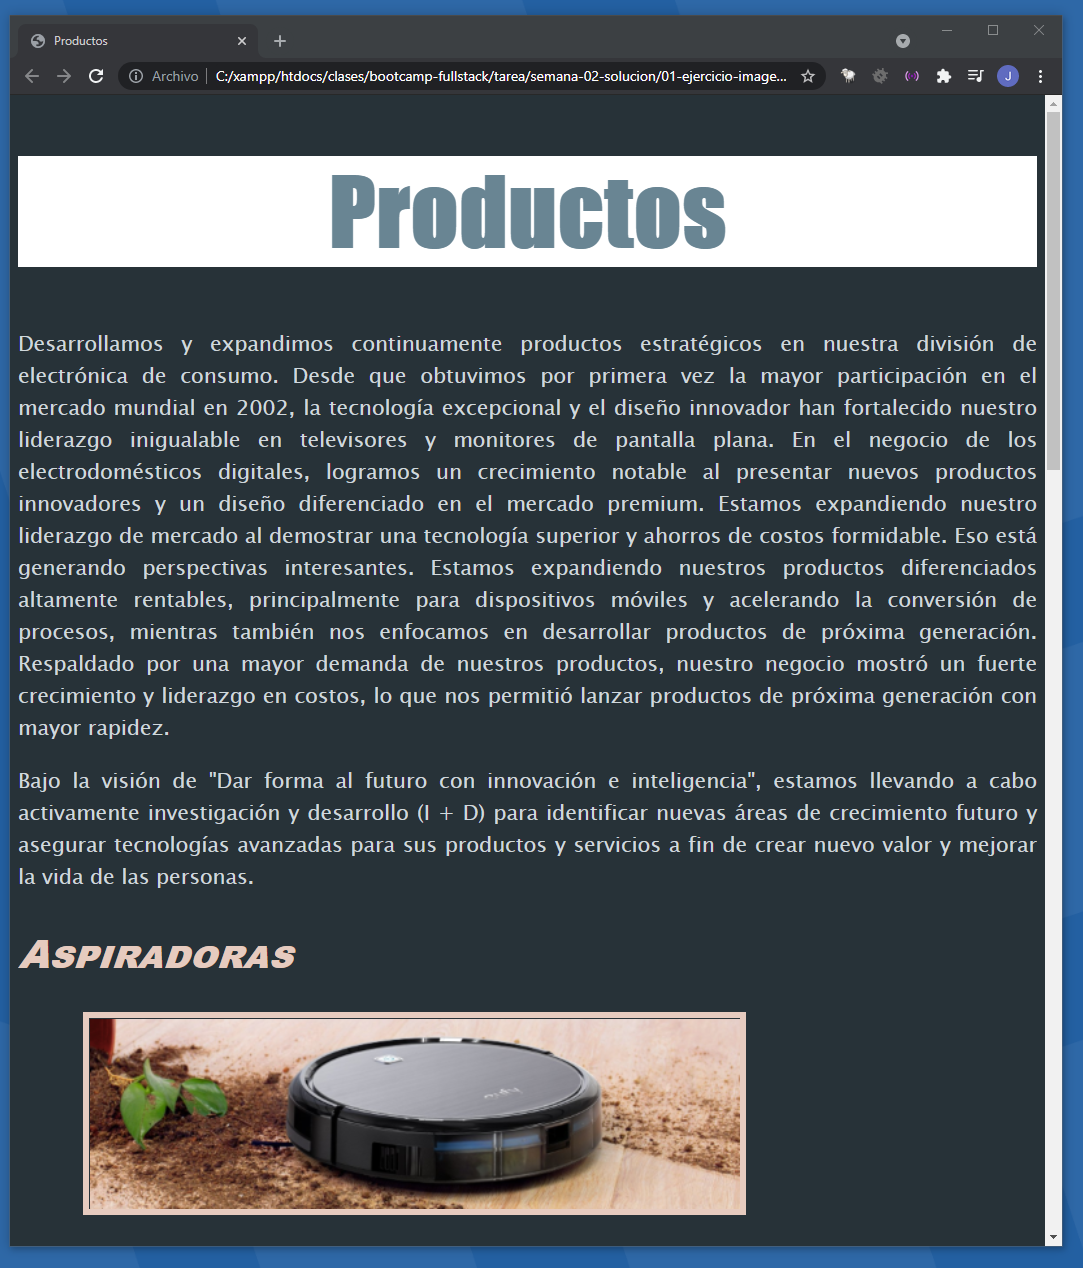 Productos
Archivo C:/xampp/htdocs/clases/bootcamp-fullstack/tarea/semana-02-solucion/01-ejercicio-image...
J
Productos
Desarrollamos y expandimos continuamente productos estratégicos en nuestra división de
electrónica de consumo. Desde que obtuvimos por primera vez la mayor participación en el
mercado mundial en 2002, la tecnología excepcional y el diseño innovador han fortalecido nuestro
liderazgo inigualable en televisores y monitores de pantalla plana. En el negocio de los
electrodomésticos digitales, logramos un crecimiento notable al presentar nuevos productos
innovadores y un diseño diferenciado en el mercado premium. Estamos expandiendo nuestro
liderazgo de mercado al demostrar una tecnología superior y ahorros de costos formidable. Eso está
generando perspectivas interesantes. Estamos expandiendo nuestros productos diferenciados
altamente rentables, principalmente para dispositivos móviles y acelerando la conversión de
procesos, mientras también nos enfocamos en desarrollar productos de próxima generación.
Respaldado por una mayor demanda de nuestros productos, nuestro negocio mostró un fuerte
crecimiento y liderazgo en costos, lo que nos permitió lanzar productos de próxima generación con
mayor rapidez.
Bajo la visión de "Dar forma al futuro con innovación e inteligencia", estamos llevando a cabo
activamente investigación y desarrollo (I + D) para identificar nuevas áreas de crecimiento futuro y
asegurar tecnologías avanzadas para sus productos y servicios a fin de crear nuevo valor y mejorar
la vida de las personas.
Aspiradoras